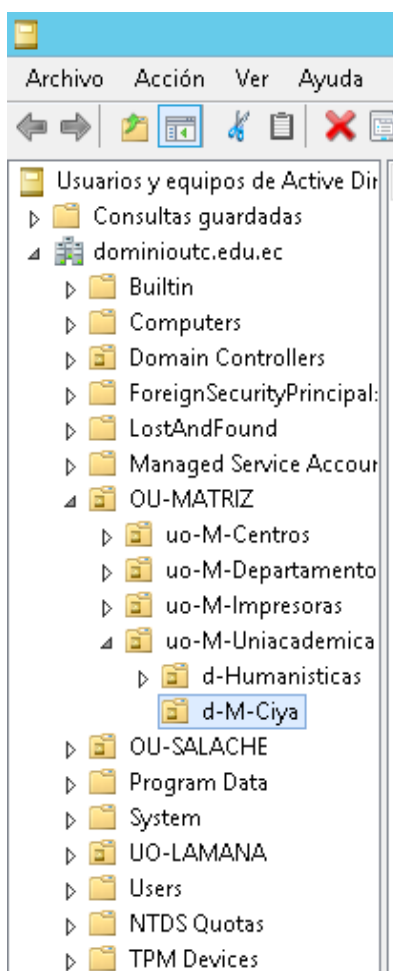 Archivo Acción Ver Ayuda
Usuarios y equipos de Active Dir
Consultas guardadas
dominioutc.edu.ec
Builtin
Computers
Domain Controllers
ForeignSecurityPrincipal:
LostAndFound
Managed Service Accour
OU-MATRIZ
uo-M-Centros
uo-M-Departamento
uo-M-Impresoras
uo-M-Uniacademica
d-Humanisticas
d-M-Ciya
OU-SALACHE
Program Data
System
UO-LAMANA
Users
NTDS Quotas
TPM Devices